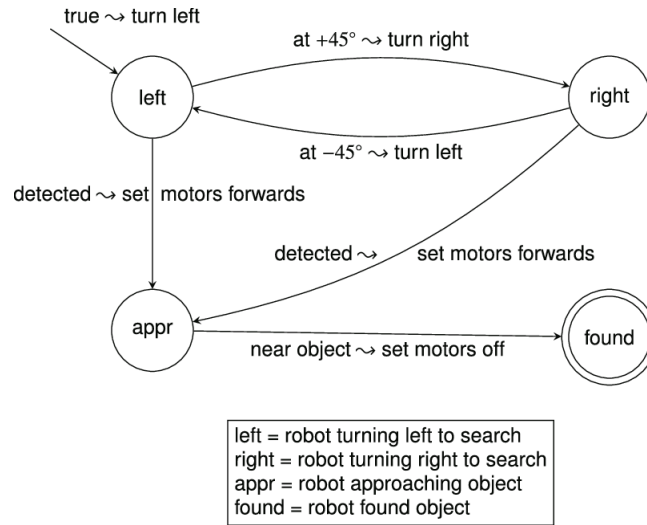 true ⤳ turn left
at +45° ⤳ turn right
left
right
at −45° ⤳ turn left
detected ⤳ set motors forwards
detected ⤳ set motors forwards
appr
found
near object ⤳ set motors off
left = robot turning left to search
right = robot turning right to search
appr = robot approaching object
found = robot found object